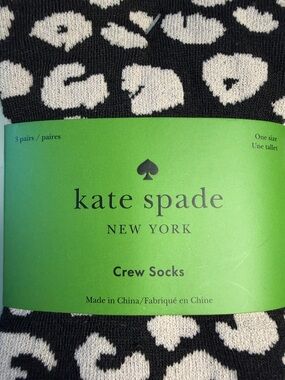 3 pairs / paires
One size
Une taille
kate spade
NEW YORK
Crew Socks
Made in China/Fabriqué en Chine